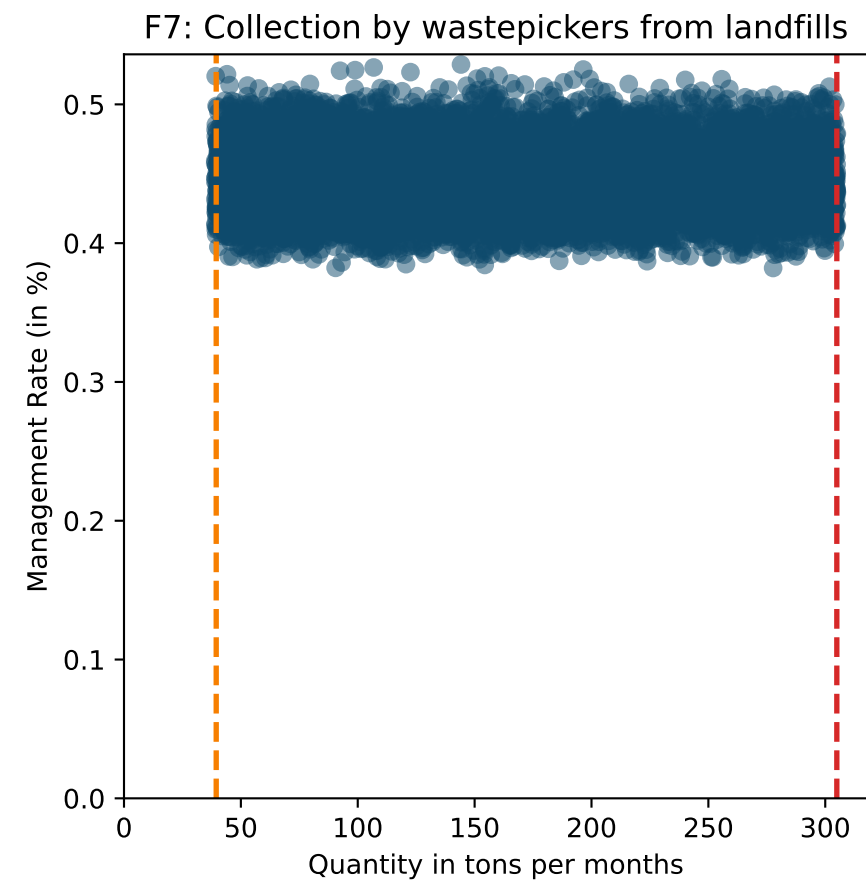 F7: Collection by wastepickers from landfills
Management Rate (in %)
0.5
0.4
0.3
0.2
0.1
0.0
0 50 100 150 200 250 300
Quantity in tons per months